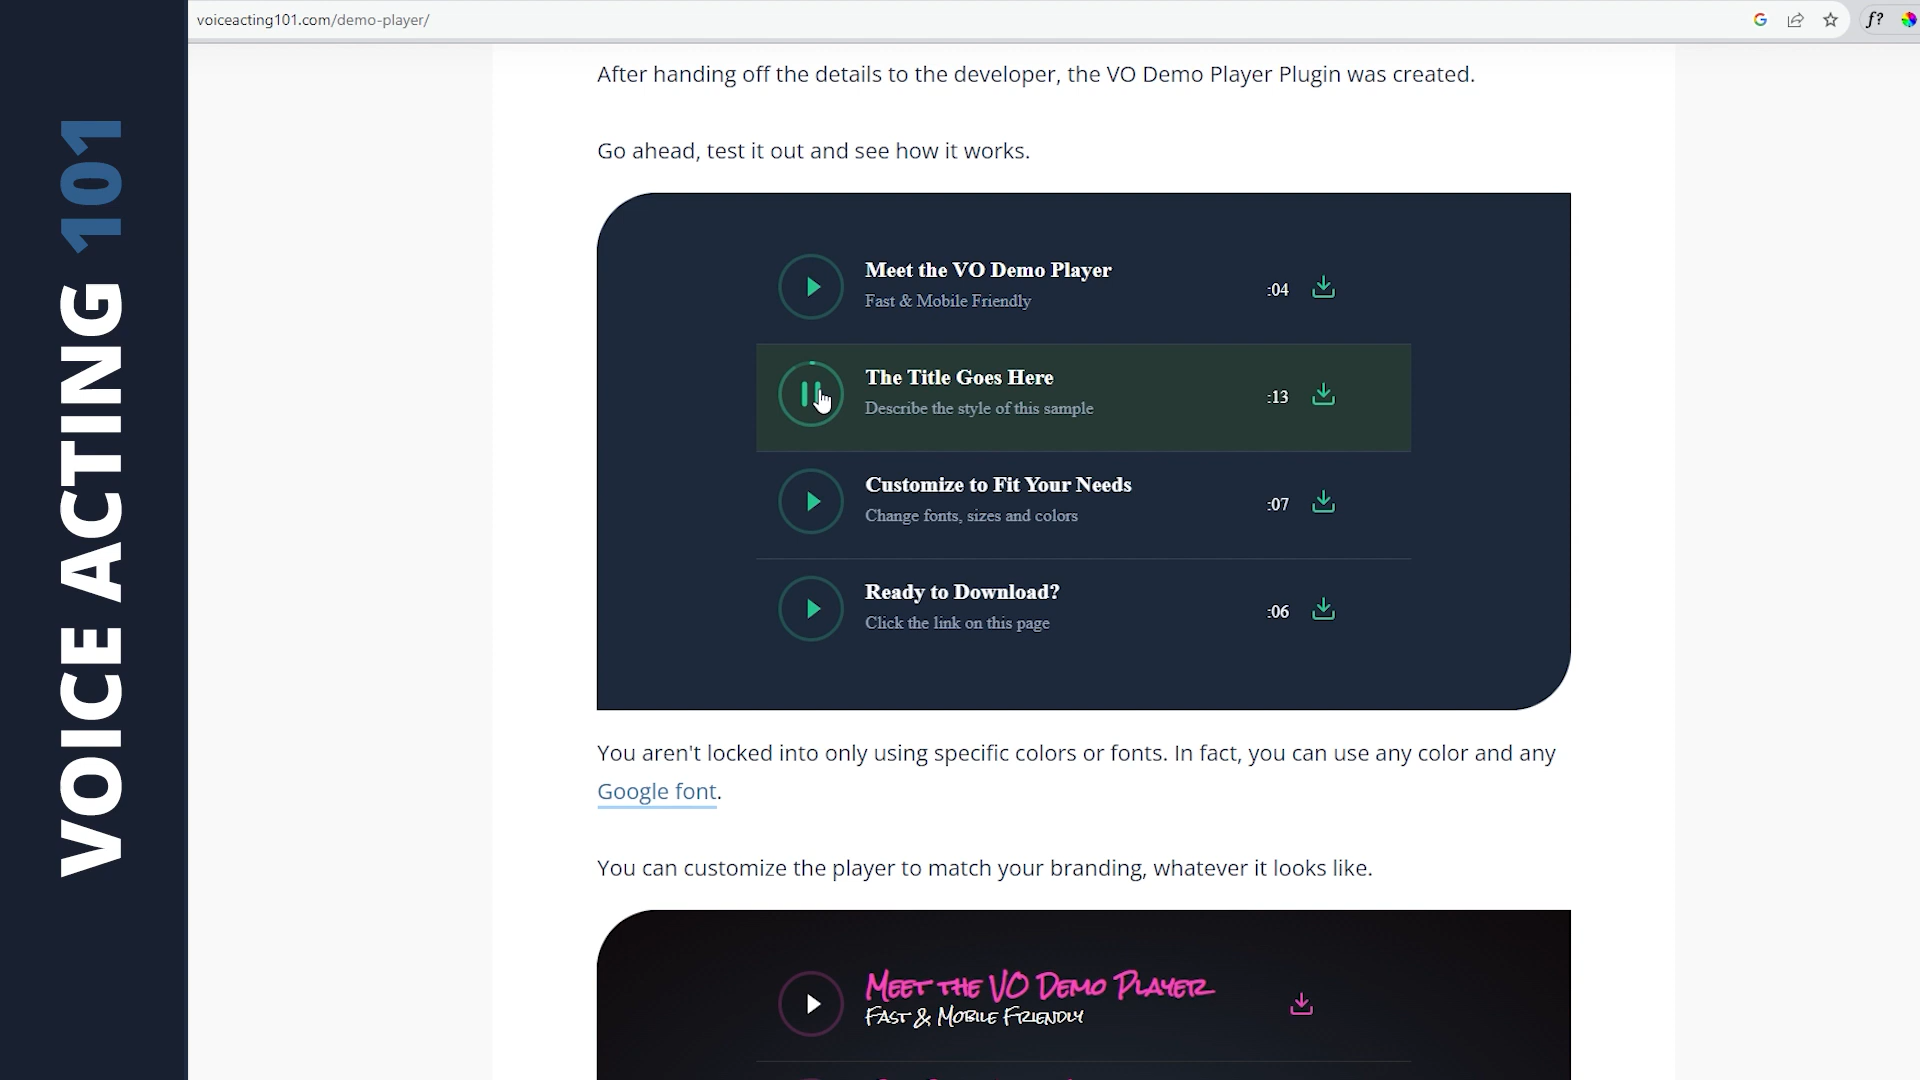 voiceacting101.com/demo-player/
f?
VOICE ACTING 101
After handing off the details to the developer, the VO Demo Player Plugin was created.
Go ahead, test it out and see how it works.
Meet the VO Demo Player
Fast & Mobile Friendly
:04
The Title Goes Here
Describe the style of this sample
:13
Customize to Fit Your Needs
Change fonts, sizes and colors
:07
Ready to Download?
Click the link on this page
:06
You aren't locked into only using specific colors or fonts. In fact, you can use any color and any
Google font.
You can customize the player to match your branding, whatever it looks like.
Meet the VO Demo Player
Fast & Mobile Friendly